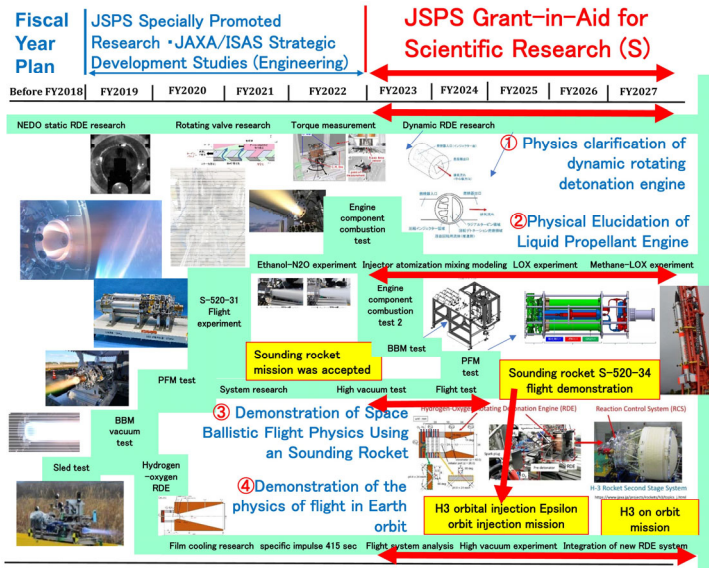 Fiscal
Year
Plan
JSPS Specially Promoted
Research ・JAXA/ISAS Strategic
Development Studies (Engineering)
JSPS Grant-in-Aid for
Scientific Research (S)
Before FY2018
FY2019
FY2020
FY2021
FY2022
FY2023
FY2024
FY2025
FY2026
FY2027
NEDO static RDE research
Rotating valve research
Torque measurement
Dynamic RDE research
① Physics clarification of
dynamic rotating
detonation engine
Engine
component
combustion
test
②Physical Elucidation of
Liquid Propellant Engine
Ethanol-N2O experiment
Injector atomization mixing modeling
LOX experiment
Methane-LOX experiment
S-520-31
Flight
experiment
Engine
component
combustion
test 2
BBM test
Sounding rocket
mission was accepted
PFM test
PFM test
Sounding rocket S-520-34
flight demonstration
System research
High vacuum test
Flight test
③ Demonstration of Space
Ballistic Flight Physics Using
an Sounding Rocket
Hydrogen-Oxygen Rotating Detonation Engine (RDE)
Reaction Control System (RCS)
BBM
vacuum
test
Sled test
Hydrogen
-oxygen
RDE
RDE
H-3 Rocket Second Stage System
④Demonstration of the
physics of flight in Earth
orbit
H3 orbital injection Epsilon
orbit injection mission
H3 on orbit
mission
Film cooling research
specific impulse 415 sec
Flight system analysis
High vacuum experiment
Integration of new RDE system